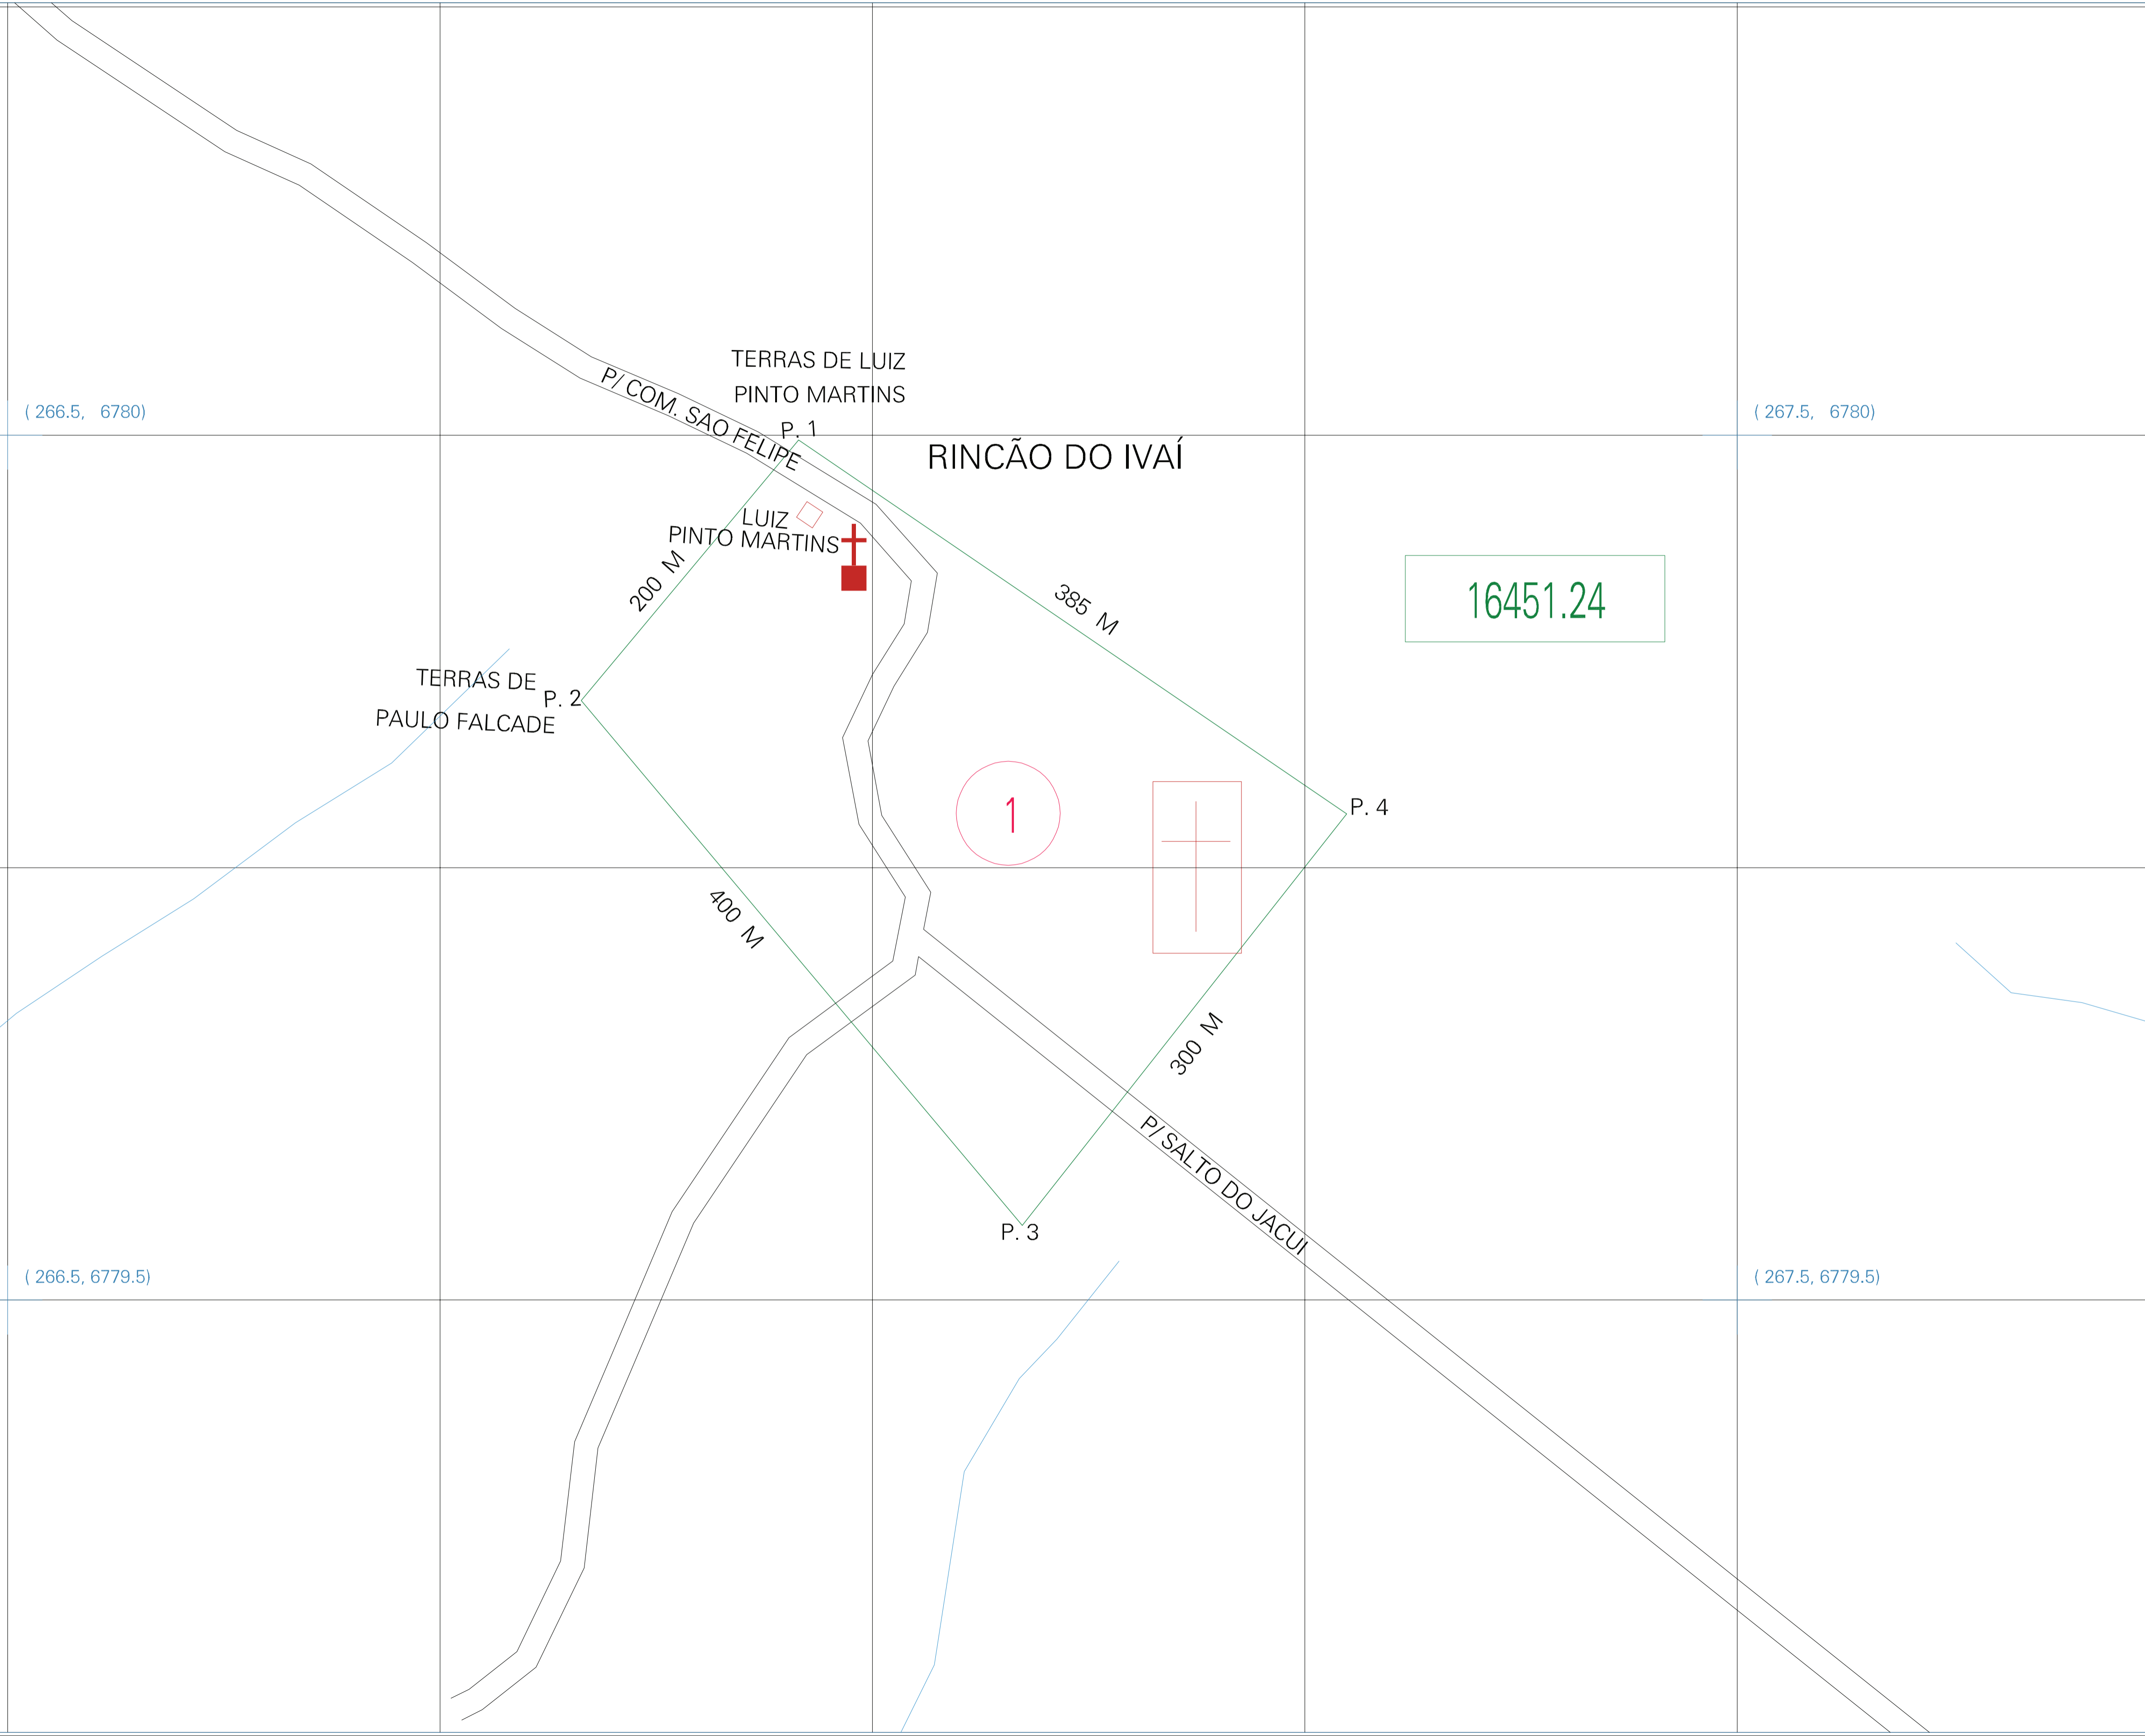 TERRAS DE LUIZ
PINTO MARTINS
P/ COM. SAO FELIPE
P. 1
( 266.5, 6780)
( 267.5, 6780)
RINCÃO DO IVAÍ
LUIZ
PINTO MARTINS
200 M
385 M
16451.24
TERRAS DE
PAULO FALCADE
P. 2
1
P. 4
400 M
300 M
P/ SALTO DO JACUI
P. 3
( 266.5, 6779.5)
( 267.5, 6779.5)